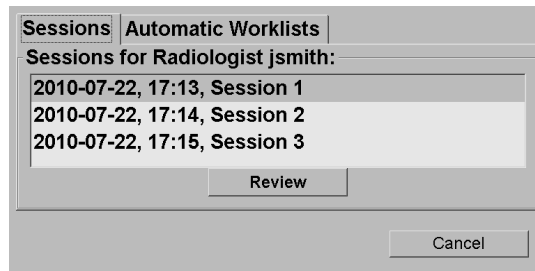 Sessions Automatic Worklists
Sessions for Radiologist jsmith:
2010-07-22, 17:13, Session 1
2010-07-22, 17:14, Session 2
2010-07-22, 17:15, Session 3
Review
Cancel